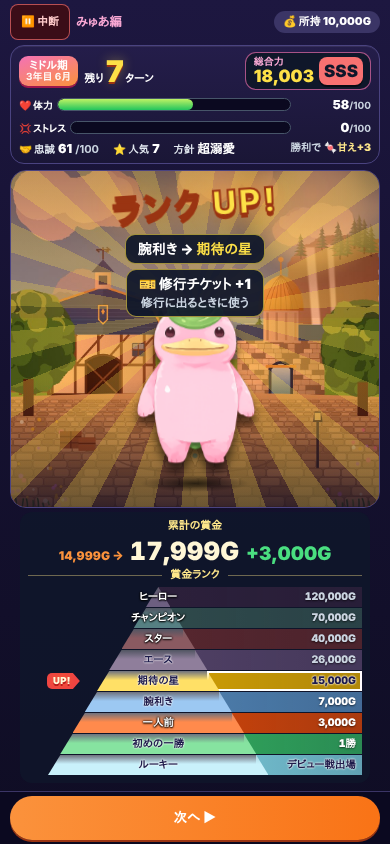 ⏸ 中断 みゅあ編 💰 所持 10,000G
ミドル期
3年目 6月
残り7ターン
総合力
18,003 SSS
❤️ 体力 58/100
💢 ストレス 0/100
🤝 忠誠 61 /100 ⭐ 人気 7 方針 超溺愛 勝利で 🍬甘え+3
ランク UP!
腕利き → 期待の星
🎫 修行チケット +1
修行に出るときに使う
累計の賞金
14,999G → 17,999G +3,000G
賞金ランク
ヒーロー 120,000G
チャンピオン 70,000G
スター 40,000G
エース 26,000G
UP! 期待の星 15,000G
腕利き 7,000G
一人前 3,000G
初めの一勝 1勝
ルーキー デビュー戦出場
次へ ▶